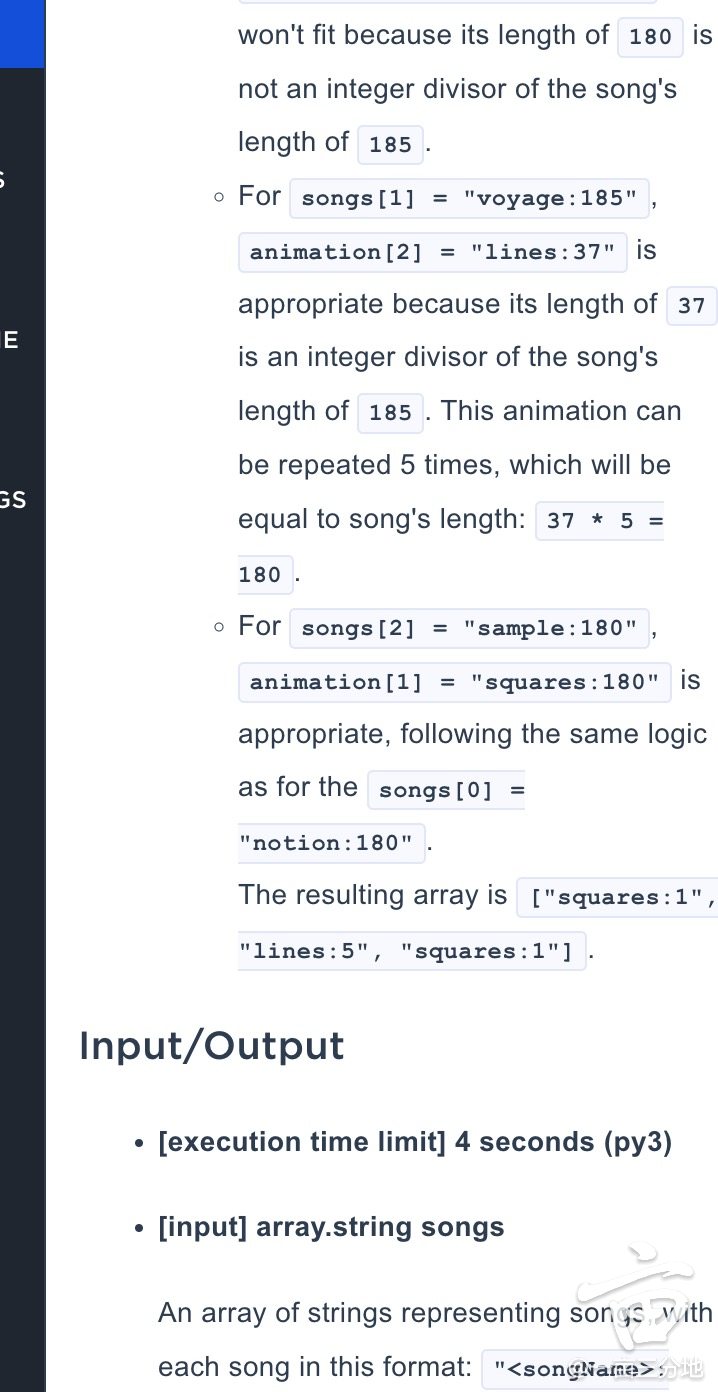 won't fit because its length of 180 is
not an integer divisor of the song's
length of 185.
S
For songs[1] = "voyage:185",
animation[2] = "lines:37" is
appropriate because its length of 37
E
is an integer divisor of the song's
length of 185. This animation can
be repeated 5 times, which will be
GS
equal to song's length: 37 * 5 =
180.
For songs[2] = "sample:180",
animation[1] = "squares:180" is
appropriate, following the same logic
as for the songs[0] =
"notion:180".
The resulting array is ["squares:1",
"lines:5", "squares:1"].
Input/Output
• [execution time limit] 4 seconds (py3)
• [input] array.string songs
An array of strings representing songs, with
each song in this format: "<songName>: